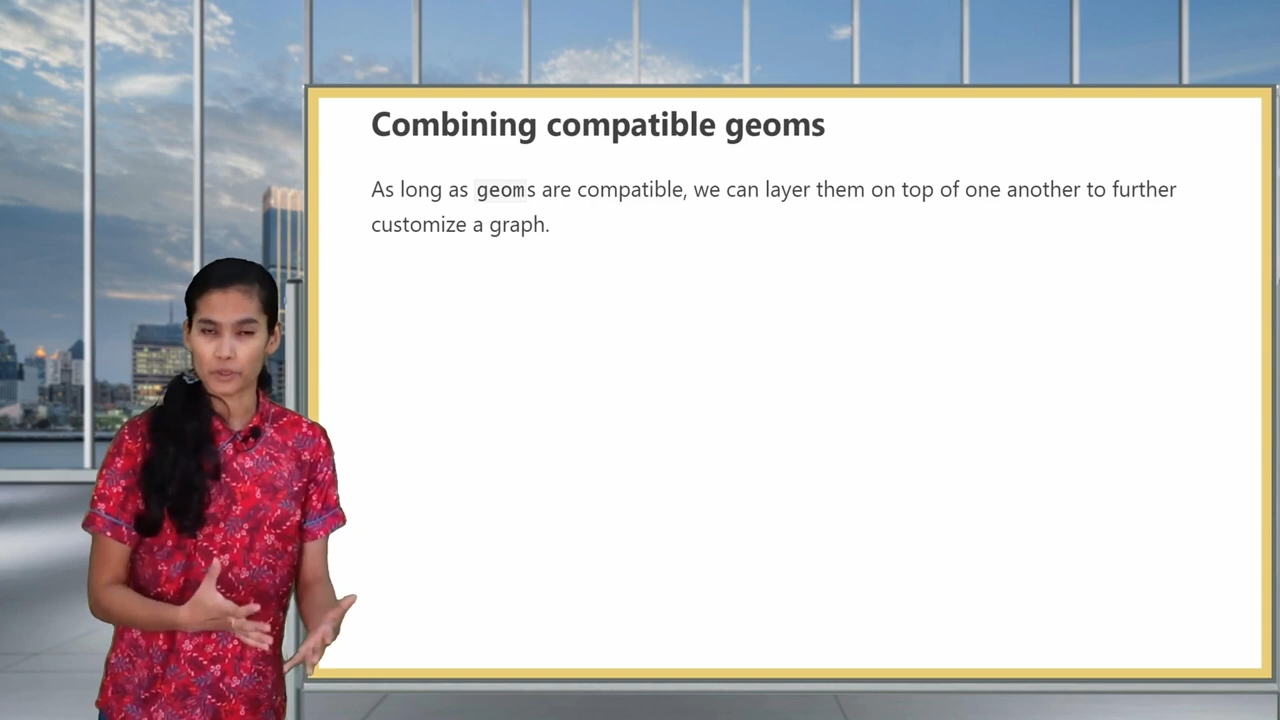 Combining compatible geoms
As long as geoms are compatible, we can layer them on top of one another to further
customize a graph.